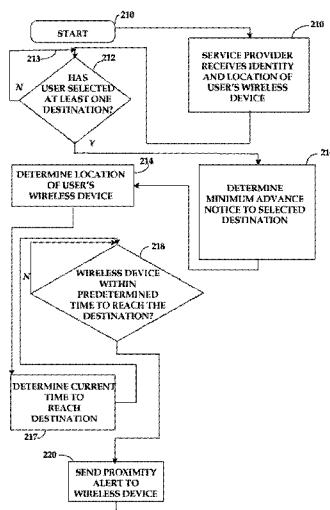 210
START
216
SERVICE PROVIDER
RECEIVES IDENTITY
AND LOCATION OF
USER'S WIRELESS
DEVICE
213
212
N
HAS
USER SELECTED
AT LEAST ONE
DESTINATION?
Y
214
DETERMINE LOCATION
OF USER'S
WIRELESS DEVICE
DETERMINE
MINIMUM ADVANCE
NOTICE TO SELECTED
DESTINATION
218
N
WIRELESS DEVICE
WITHIN
PREDETERMINED
TIME TO REACH THE
DESTINATION?
DETERMINE CURRENT
TIME TO
REACH
DESTINATION
217
220
SEND PROXIMITY
ALERT TO
WIRELESS DEVICE